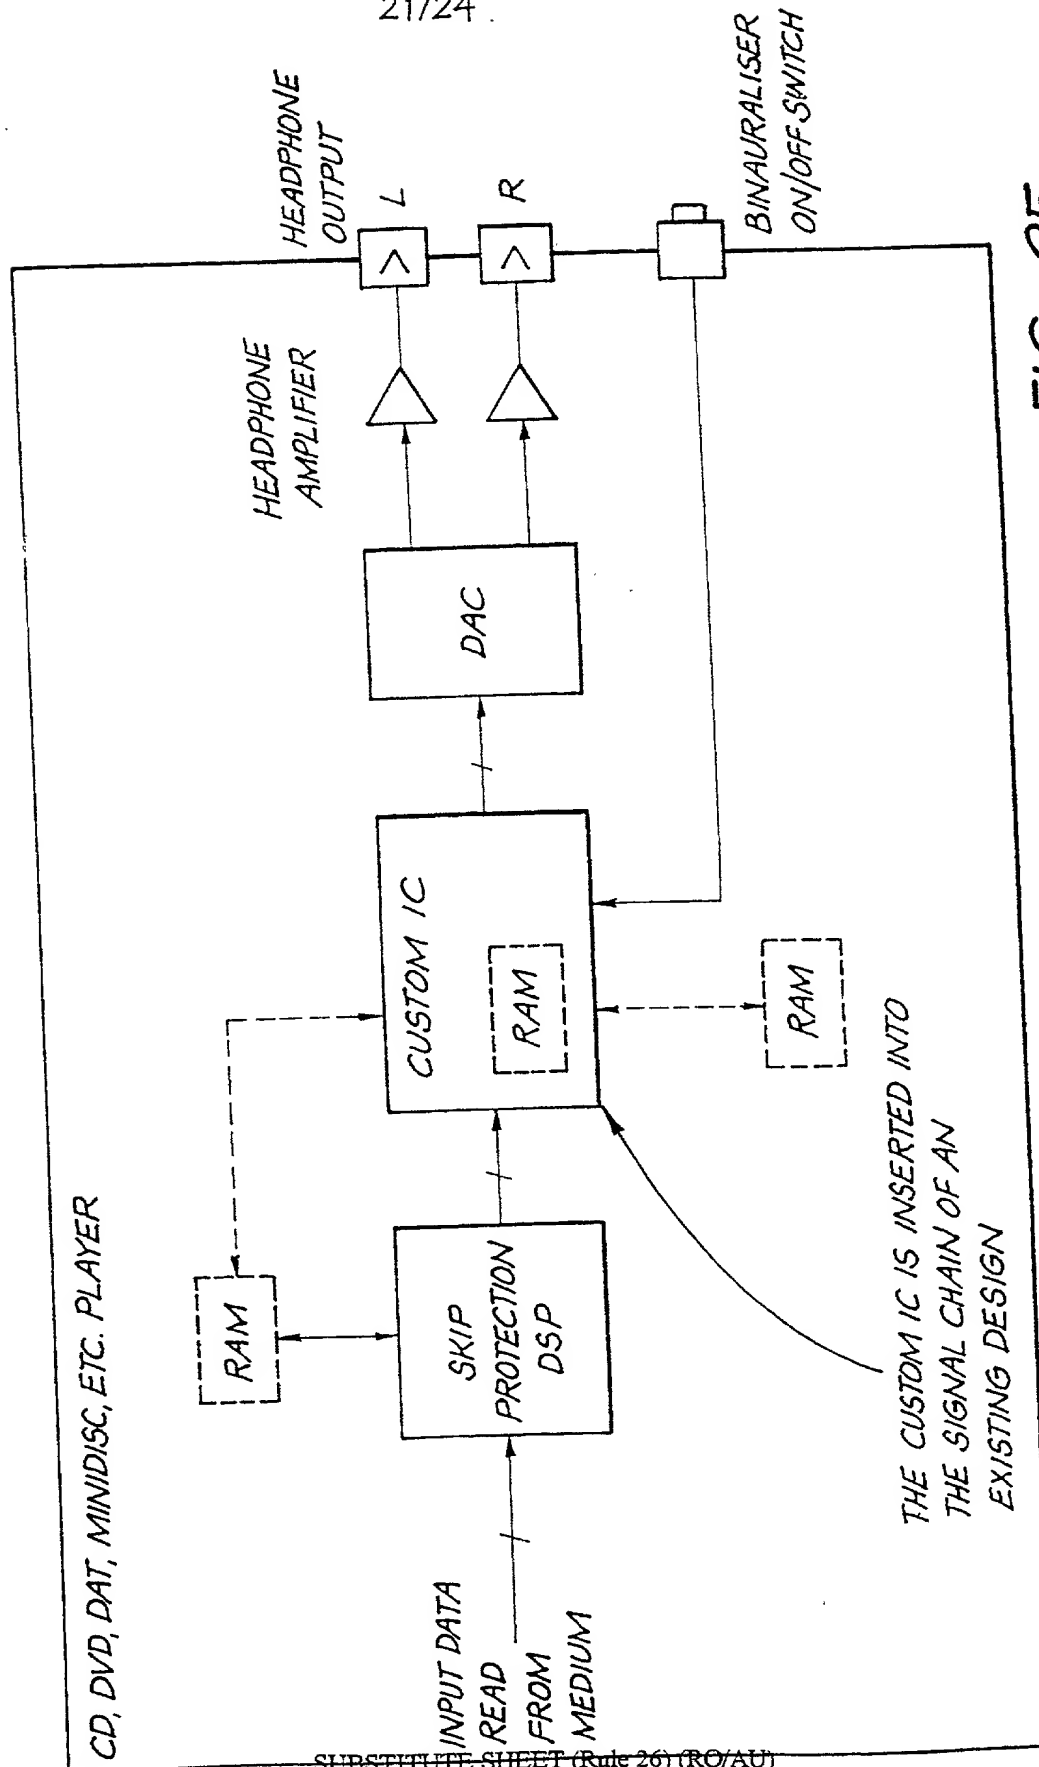 21/24
CD, DVD, DAT, MINIDISC, ETC. PLAYER
INPUT DATA
READ
FROM
MEDIUM
RAM
SKIP
PROTECTION
DSP
CUSTOM IC
RAM
RAM
DAC
HEADPHONE
AMPLIFIER
HEADPHONE
OUTPUT
L
R
BINAURALISER
ON/OFF SWITCH
THE CUSTOM IC IS INSERTED INTO
THE SIGNAL CHAIN OF AN
EXISTING DESIGN
SUBSTITUTE SHEET (Rule 26) (RO/AU)